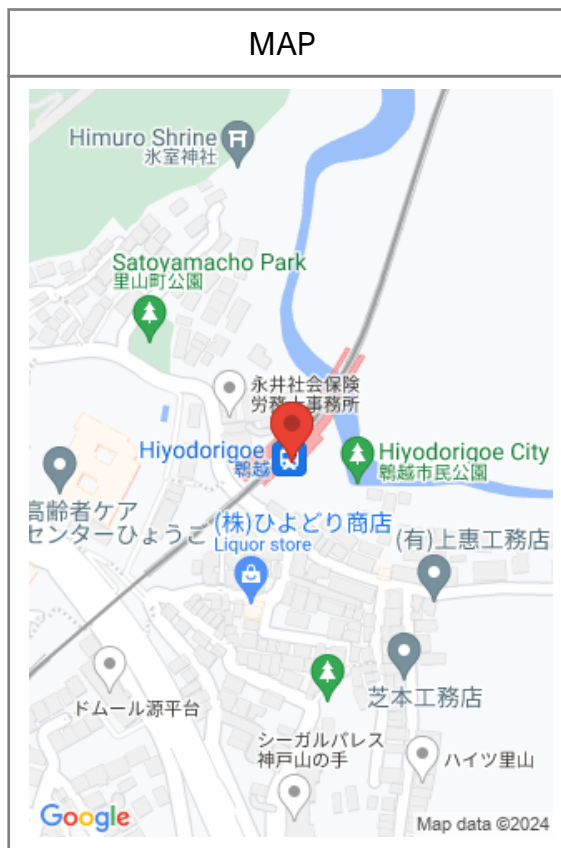 MAP
Himuro Shrine
氷室神社
Satoyamacho Park
里山町公園
永井社会保険
労務士事務所
Hiyodorigoe
鵯越
Hiyodorigoe City
鵯越市民公園
高齢者ケア
センターひょうご
(株)ひよどり商店
Liquor store
(有)上惠工務店
芝本工務店
ドムール源平台
シーガルパレス
神戸山の手
ハイツ里山
Google
Map data ©2024